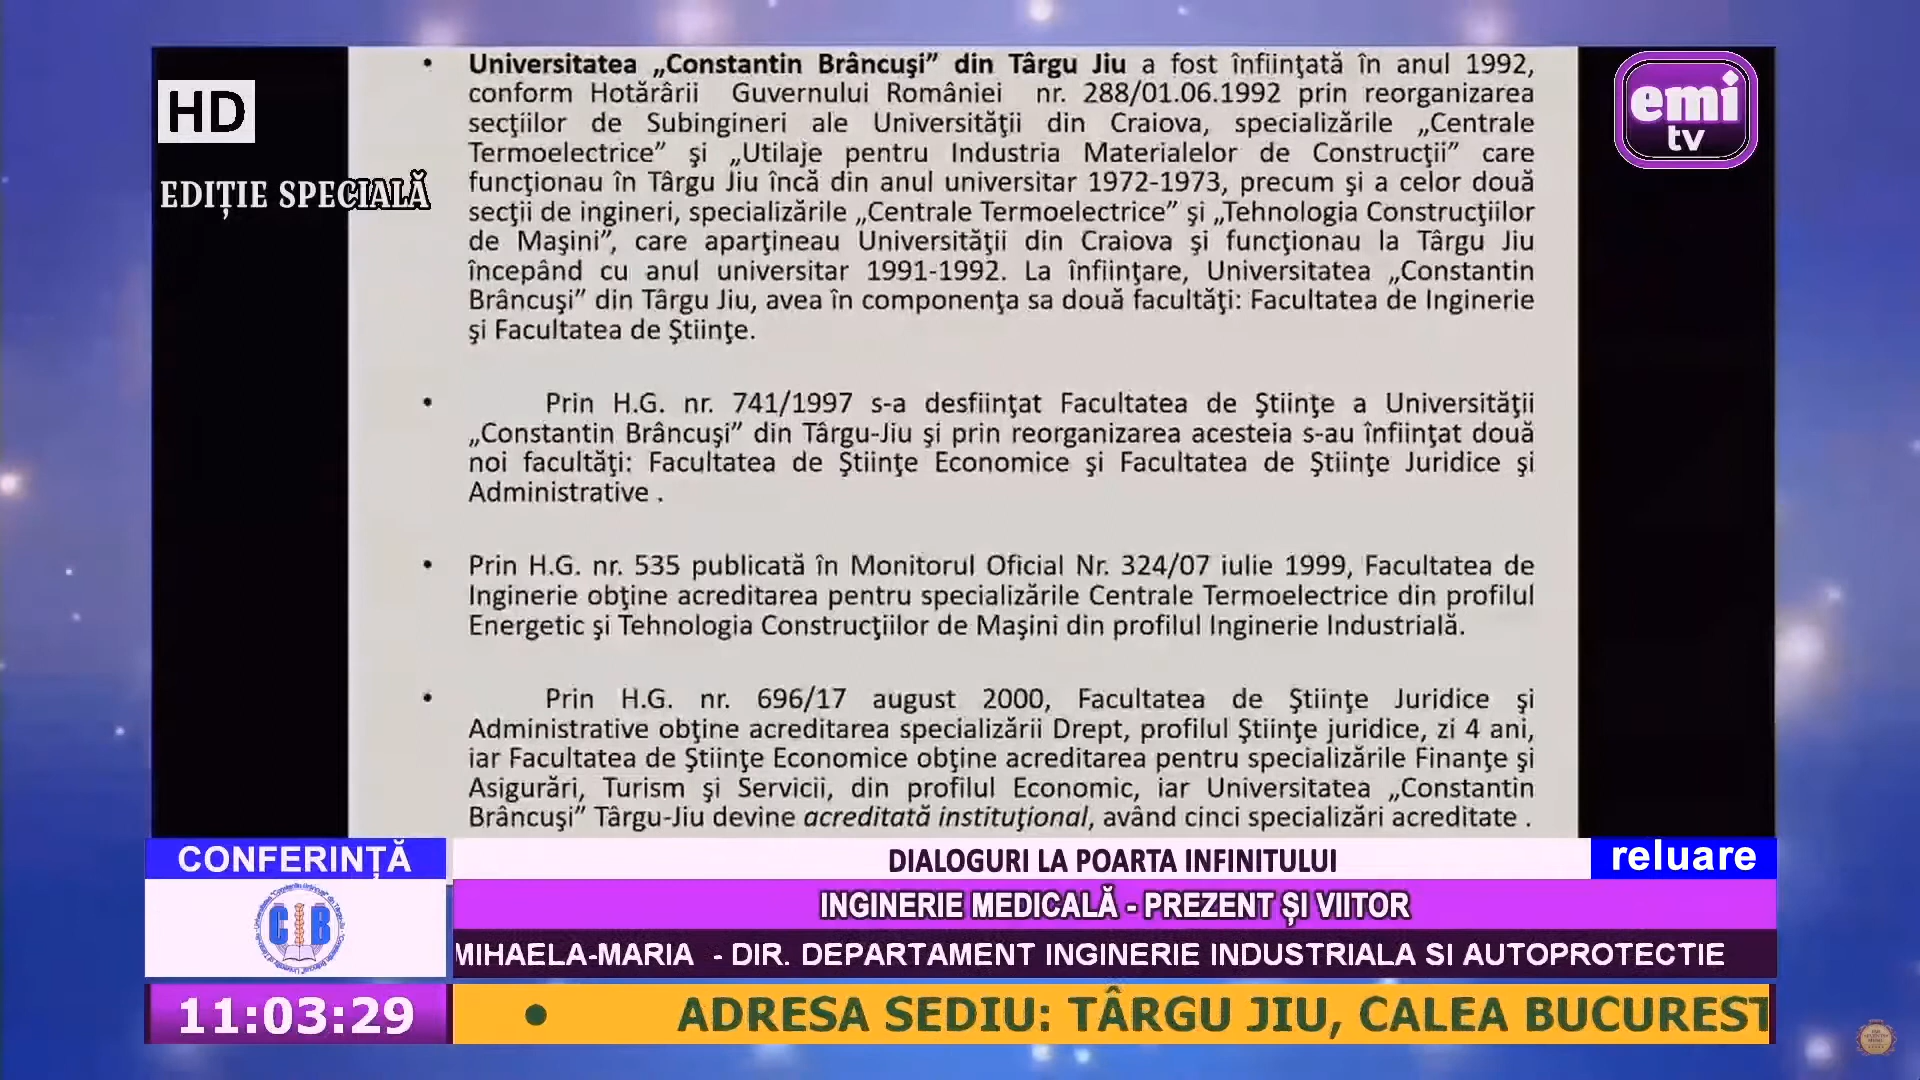 HD
EDIȚIE SPECIALĂ
emi
tv
• Universitatea „Constantin Brâncuşi” din Târgu Jiu a fost înfiinţată în anul 1992,
conform Hotărârii Guvernului României nr. 288/01.06.1992 prin reorganizarea
secţiilor de Subingineri ale Universităţii din Craiova, specializările „Centrale
Termoelectrice” şi „Utilaje pentru Industria Materialelor de Construcţii” care
funcţionau în Târgu Jiu încă din anul universitar 1972-1973, precum şi a celor două
secţii de ingineri, specializările „Centrale Termoelectrice” şi „Tehnologia Construcţiilor
de Maşini”, care aparţineau Universităţii din Craiova şi funcţionau la Târgu Jiu
începând cu anul universitar 1991-1992. La înfiinţare, Universitatea „Constantin
Brâncuşi” din Târgu Jiu, avea în componenţa sa două facultăţi: Facultatea de Inginerie
şi Facultatea de Ştiinţe.
• Prin H.G. nr. 741/1997 s-a desfiinţat Facultatea de Ştiinţe a Universităţii
„Constantin Brâncuşi” din Târgu-Jiu şi prin reorganizarea acesteia s-au înfiinţat două
noi facultăţi: Facultatea de Ştiinţe Economice şi Facultatea de Ştiinţe Juridice şi
Administrative .
• Prin H.G. nr. 535 publicată în Monitorul Oficial Nr. 324/07 iulie 1999, Facultatea de
Inginerie obţine acreditarea pentru specializările Centrale Termoelectrice din profilul
Energetic şi Tehnologia Construcţiilor de Maşini din profilul Inginerie Industrială.
• Prin H.G. nr. 696/17 august 2000, Facultatea de Ştiinţe Juridice şi
Administrative obţine acreditarea specializării Drept, profilul Ştiinţe juridice, zi 4 ani,
iar Facultatea de Ştiinţe Economice obţine acreditarea pentru specializările Finanţe şi
Asigurări, Turism şi Servicii, din profilul Economic, iar Universitatea „Constantin
Brâncuşi” Târgu-Jiu devine acreditată instituţional, având cinci specializări acreditate .
CONFERINȚĂ
DIALOGURI LA POARTA INFINITULUI
reluare
INGINERIE MEDICALĂ - PREZENT ȘI VIITOR
CB
MIHAELA-MARIA - DIR. DEPARTAMENT INGINERIE INDUSTRIALA SI AUTOPROTECTIE
11:03:29
• ADRESA SEDIU: TÂRGU JIU, CALEA BUCUREST